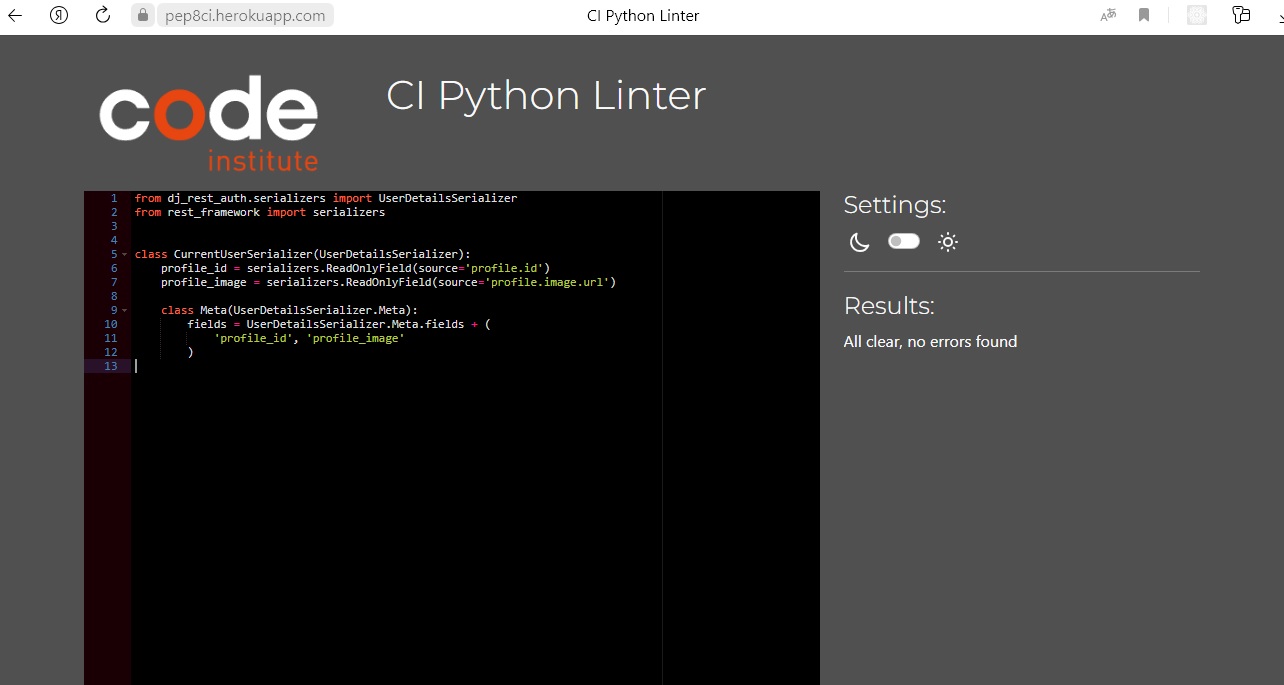 Я
pep8ci.herokuapp.com
CI Python Linter
code
institute
CI Python Linter
1 from dj_rest_auth.serializers import UserDetailsSerializer
2 from rest_framework import serializers
3
4
5 class CurrentUserSerializer(UserDetailsSerializer):
6     profile_id = serializers.ReadOnlyField(source='profile.id')
7     profile_image = serializers.ReadOnlyField(source='profile.image.url')
8
9     class Meta(UserDetailsSerializer.Meta):
10         fields = UserDetailsSerializer.Meta.fields + (
11             'profile_id', 'profile_image'
12         )
13
Settings:
Results:
All clear, no errors found